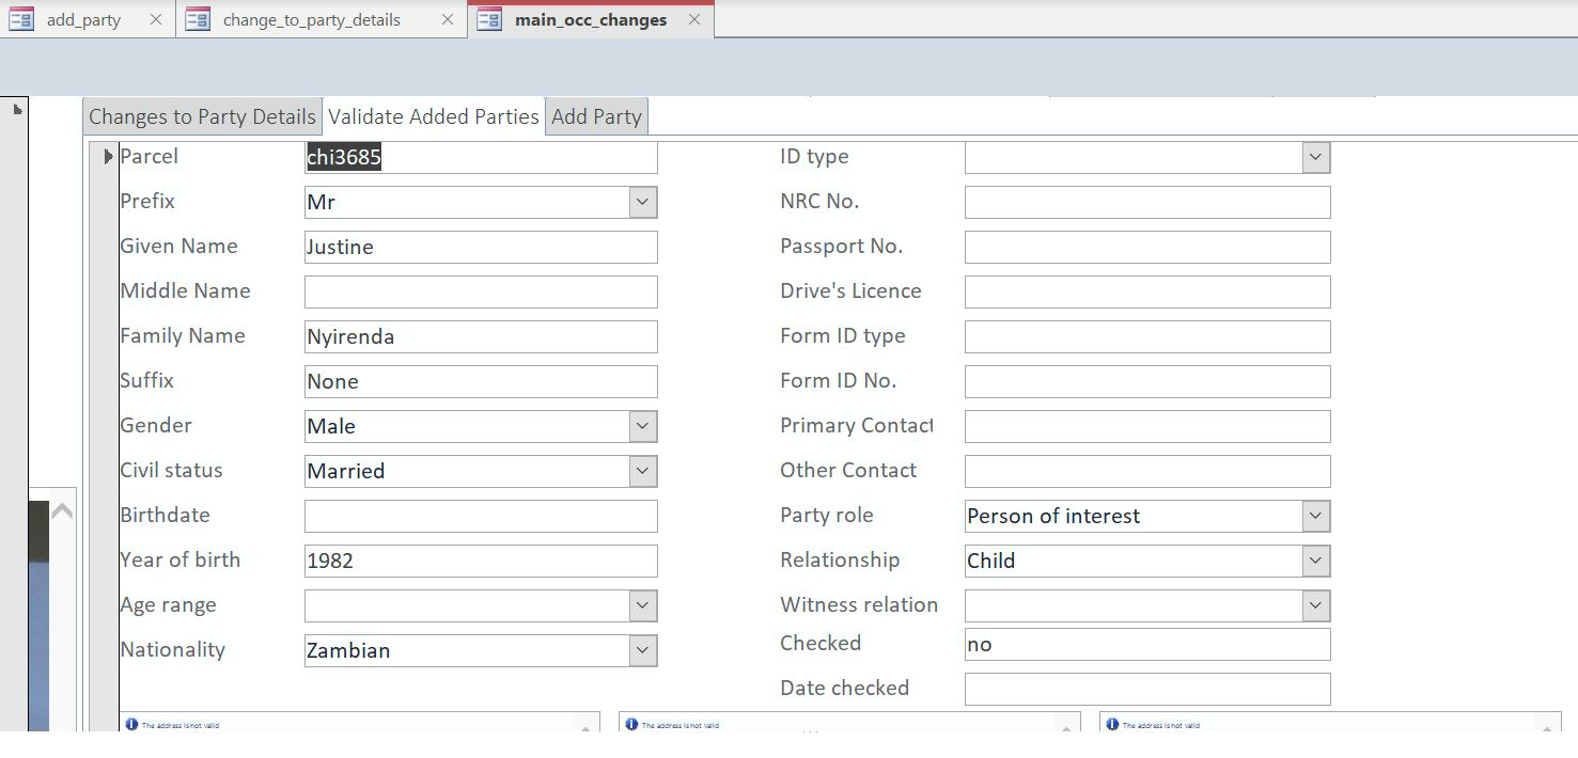 add_party
change_to_party_details
main_occ_changes
Changes to Party Details
Validate Added Parties
Add Party
Parcel
chi3685
Prefix
Mr
Given Name
Justine
Middle Name
Family Name
Nyirenda
Suffix
None
Gender
Male
Civil status
Married
Birthdate
Year of birth
1982
Age range
Nationality
Zambian
ID type
NRC No.
Passport No.
Drive's Licence
Form ID type
Form ID No.
Primary Contact
Other Contact
Party role
Person of interest
Relationship
Child
Witness relation
Checked
no
Date checked
The address is not valid
The address is not valid
The address is not valid